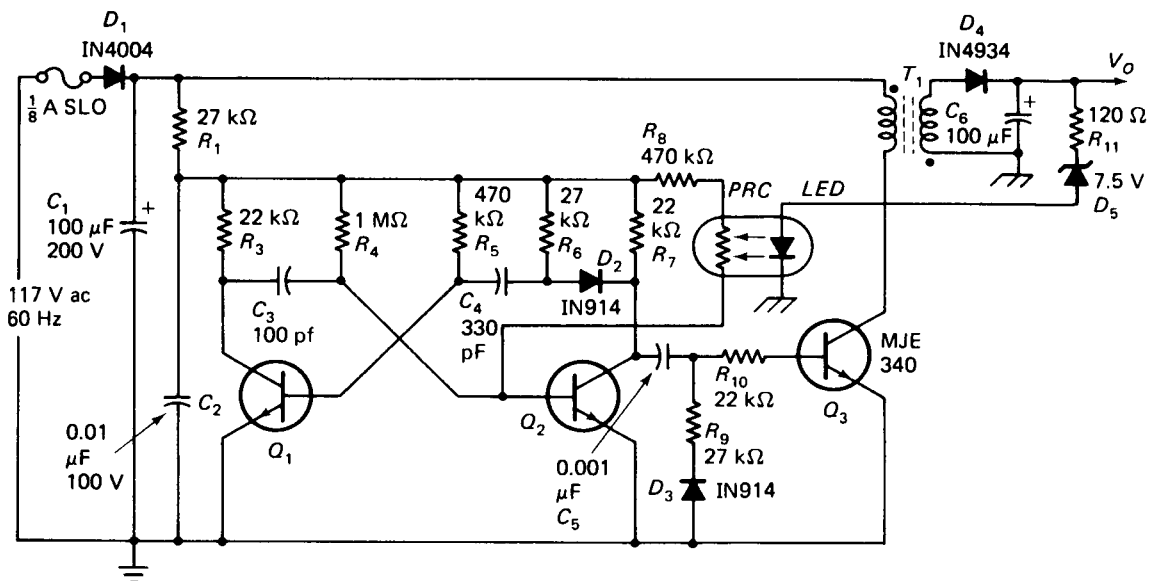 D1
IN4004
1/8 A SLO
27 kΩ
R1
C1
100 μF
200 V
+
117 V ac
60 Hz
0.01
μF
100 V
C2
22 kΩ
R3
C3
100 pf
1 MΩ
R4
470
kΩ
R5
C4
330
pF
27
kΩ
R6
D2
IN914
22
kΩ
R7
R8
470 kΩ
PRC
LED
Q1
Q2
0.001
μF
C5
R10
22 kΩ
R9
27 kΩ
D3
IN914
MJE
340
Q3
T1
D4
IN4934
C6
100 μF
+
VO
120 Ω
R11
7.5 V
D5